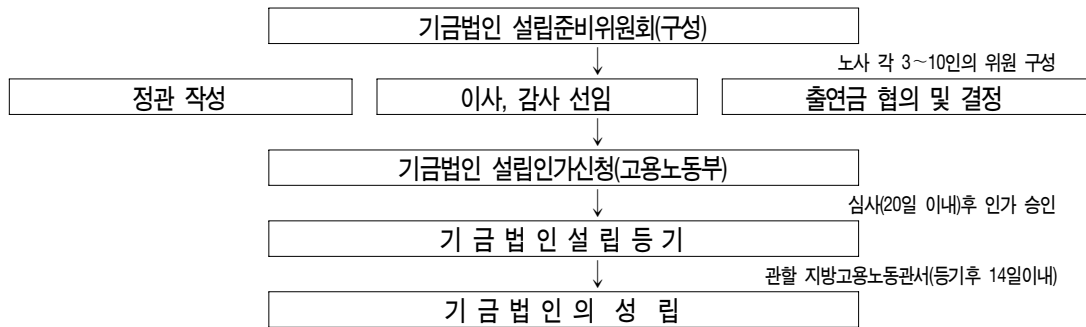 기금법인 설립준비위원회(구성)
노사 각 3~10인의 위원 구성
정관 작성
이사, 감사 선임
출연금 협의 및 결정
기금법인 설립인가신청(고용노동부)
심사(20일 이내)후 인가 승인
기 금 법 인 설 립 등 기
관할 지방고용노동관서(등기후 14일이내)
기 금 법 인 의 성 립